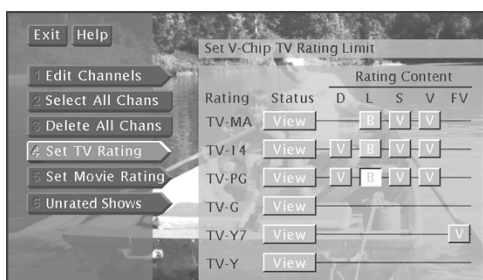 Exit Help
Set V-Chip TV Rating Limit
1 Edit Channels
2 Select All Chans
3 Delete All Chans
4 Set TV Rating
5 Set Movie Rating
6 Unrated Shows
Rating Content
Rating Status D L S V FV
TV-MA View B V V
TV-14 View V B V V
TV-PG View V B V V
TV-G View
TV-Y7 View V
TV-Y View